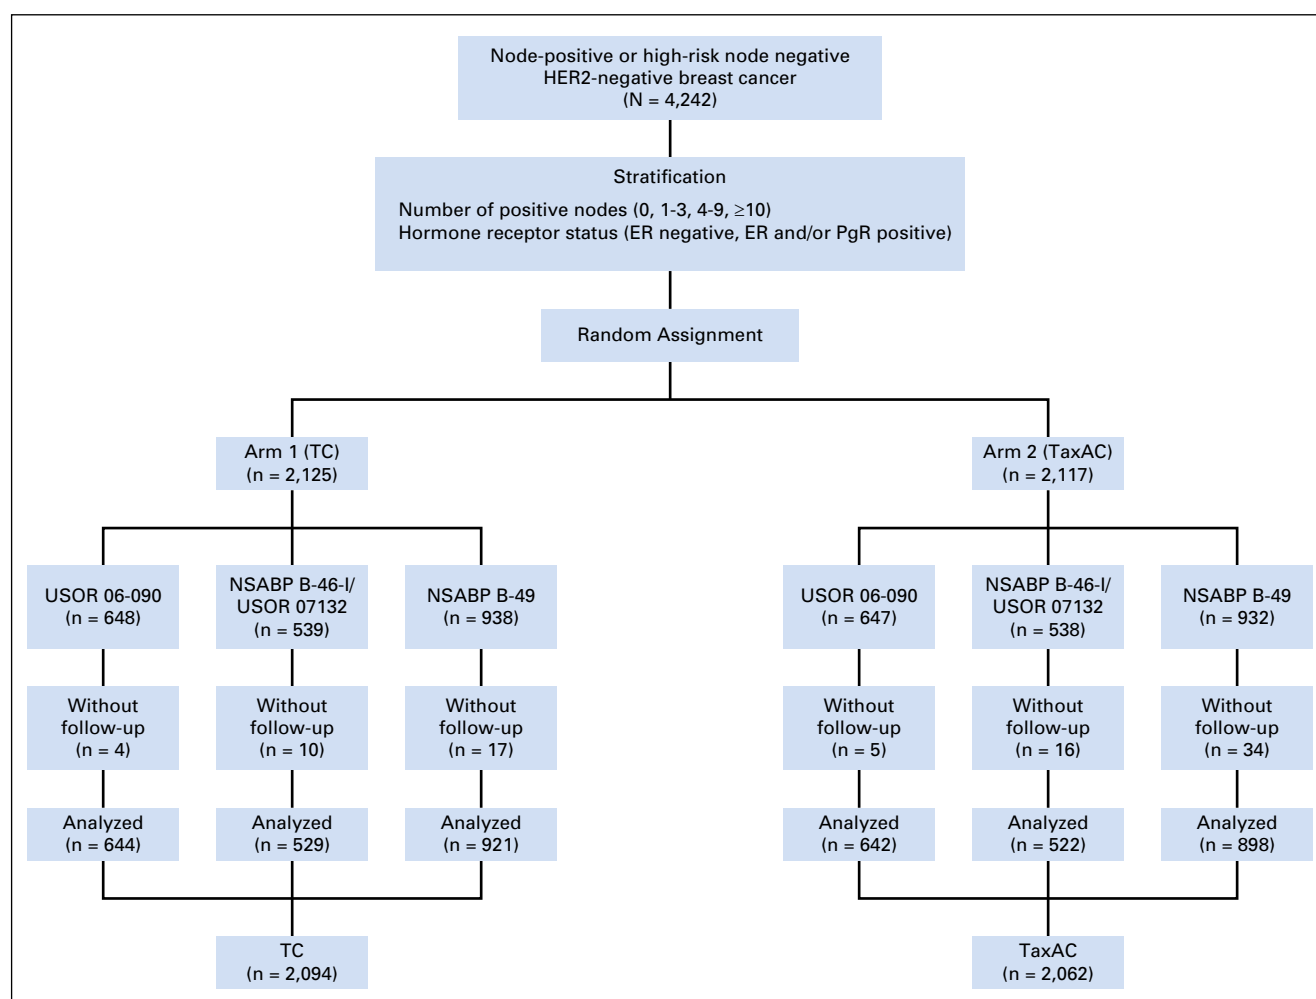 Node-positive or high-risk node negative
HER2-negative breast cancer
(N = 4,242)
Stratification
Number of positive nodes (0, 1-3, 4-9, ≥10)
Hormone receptor status (ER negative, ER and/or PgR positive)
Random Assignment
Arm 1 (TC)
(n = 2,125)
Arm 2 (TaxAC)
(n = 2,117)
USOR 06-090
(n = 648)
NSABP B-46-I/
USOR 07132
(n = 539)
NSABP B-49
(n = 938)
USOR 06-090
(n = 647)
NSABP B-46-I/
USOR 07132
(n = 538)
NSABP B-49
(n = 932)
Without
follow-up
(n = 4)
Without
follow-up
(n = 10)
Without
follow-up
(n = 17)
Without
follow-up
(n = 5)
Without
follow-up
(n = 16)
Without
follow-up
(n = 34)
Analyzed
(n = 644)
Analyzed
(n = 529)
Analyzed
(n = 921)
Analyzed
(n = 642)
Analyzed
(n = 522)
Analyzed
(n = 898)
TC
(n = 2,094)
TaxAC
(n = 2,062)